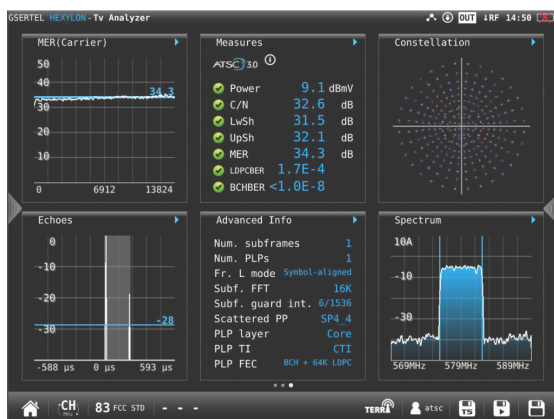 GSERTEL HEXYLON-Tv Analyzer OUT ↓RF 14:50
MER(Carrier)
50
40
34.3
30
20
10
0 6912 13824
Measures
ATSC 3.0
Power 9.1 dBmV
C/N 32.6 dB
LwSh 31.5 dB
UpSh 32.1 dB
MER 34.3 dB
LDPCBER 1.7E-4
BCHBER <1.0E-8
Constellation
Echoes
0
-10
-20
-28
-30
-588 µs 0 µs 593 µs
Advanced Info
Num. subframes 1
Num. PLPs 1
Fr. L mode Symbol-aligned
Subf. FFT 16K
Subf. guard int. 6/1536
Scattered PP SP4_4
PLP layer Core
PLP TI CTI
PLP FEC BCH + 64K LDPC
Spectrum
10A
-10
-30
569MHz 579MHz 589MHz
CH
MHz
83 FCC STD - - -
TERRA
atsc
TS